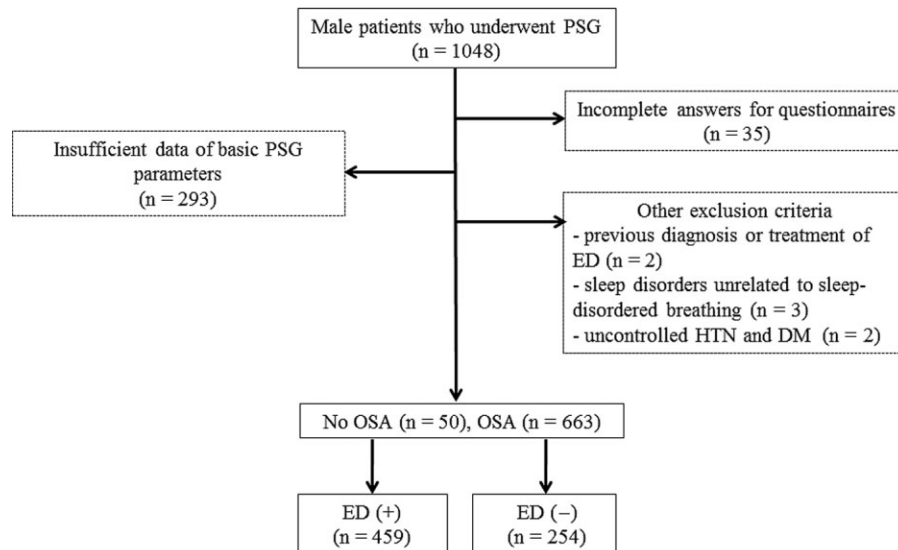 Male patients who underwent PSG
(n = 1048)
Incomplete answers for questionnaires
(n = 35)
Insufficient data of basic PSG
parameters
(n = 293)
Other exclusion criteria
- previous diagnosis or treatment of
ED (n = 2)
- sleep disorders unrelated to sleep-
disordered breathing (n = 3)
- uncontrolled HTN and DM (n = 2)
No OSA (n = 50), OSA (n = 663)
ED (+)
(n = 459)
ED (–)
(n = 254)